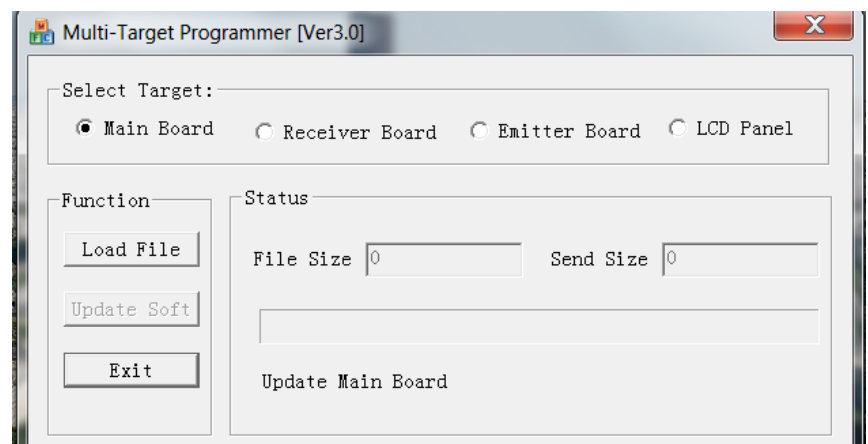 Multi-Target Programmer [Ver3.0]
Select Target:
Main Board Receiver Board Emitter Board LCD Panel
Function
Load File
Update Soft
Exit
Status
File Size 0 Send Size 0
Update Main Board